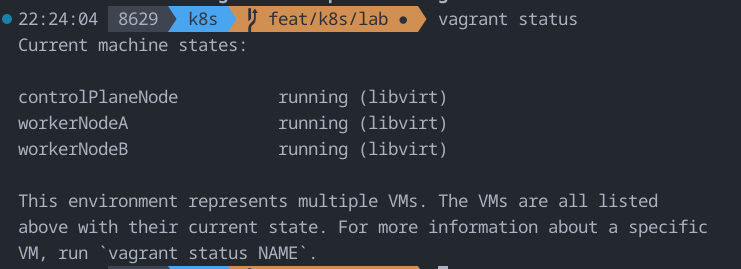 22:24:04 8629 k8s feat/k8s/lab ● vagrant status
Current machine states:
controlPlaneNode running (libvirt)
workerNodeA running (libvirt)
workerNodeB running (libvirt)
This environment represents multiple VMs. The VMs are all listed
above with their current state. For more information about a specific
VM, run `vagrant status NAME`.